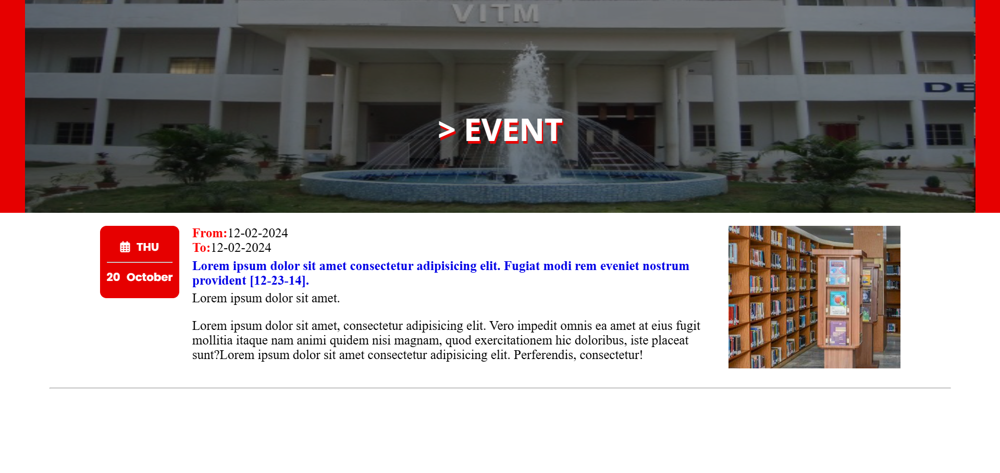 VITM
DE
> EVENT
THU
20 October
From:12-02-2024
To:12-02-2024
Lorem ipsum dolor sit amet consectetur adipisicing elit. Fugiat modi rem eveniet nostrum
provident [12-23-14].
Lorem ipsum dolor sit amet.
Lorem ipsum dolor sit amet, consectetur adipisicing elit. Vero impedit omnis ea amet at eius fugit
mollitia itaque nam animi quidem nisi magnam, quod exercitationem hic doloribus, iste placeat
sunt?Lorem ipsum dolor sit amet consectetur adipisicing elit. Perferendis, consectetur!